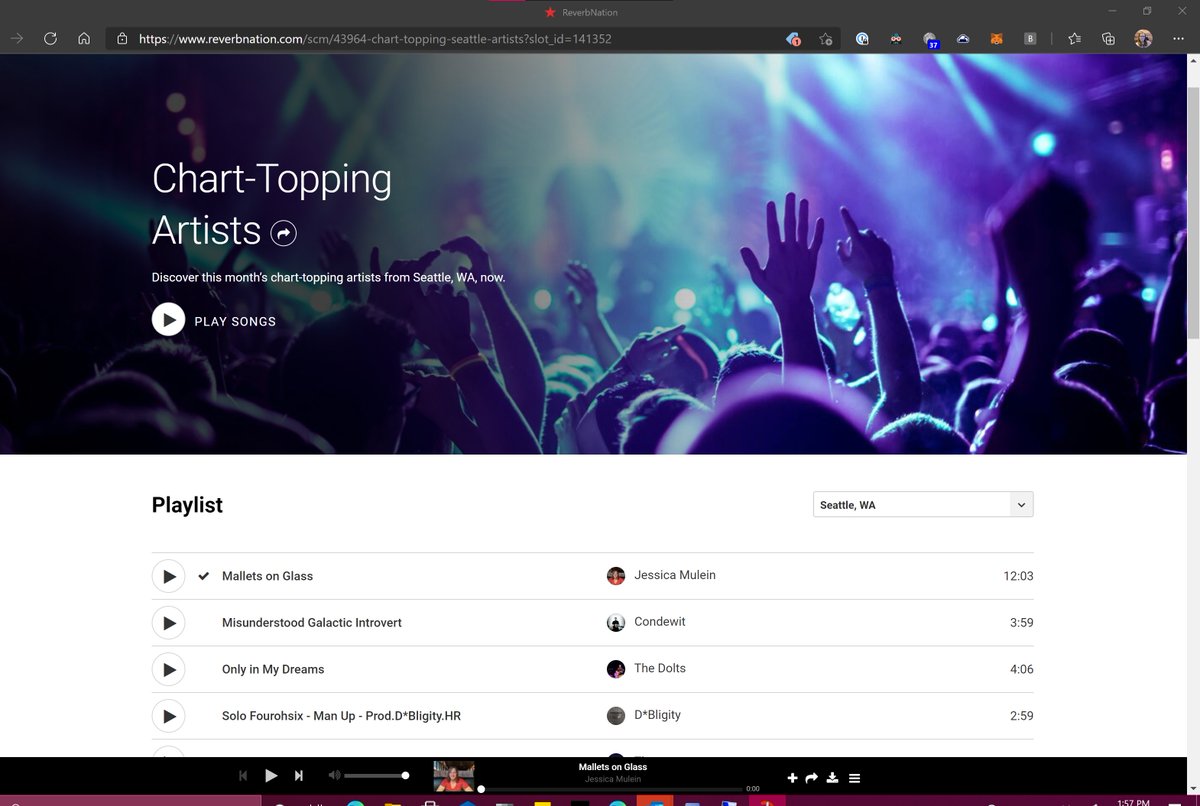 ReverbNation
https://www.reverbnation.com/scm/43964-chart-topping-seattle-artists?slot_id=141352
1
37
B
Chart-Topping
Artists
Discover this month's chart-topping artists from Seattle, WA, now.
PLAY SONGS
Playlist
Seattle, WA
Mallets on Glass Jessica Mulein 12:03
Misunderstood Galactic Introvert Condewit 3:59
Only in My Dreams The Dolts 4:06
Solo Fourohsix - Man Up - Prod.D*Bligity.HR D*Bligity 2:59
Mallets on Glass
Jessica Mulein
0:00
1:57 PM